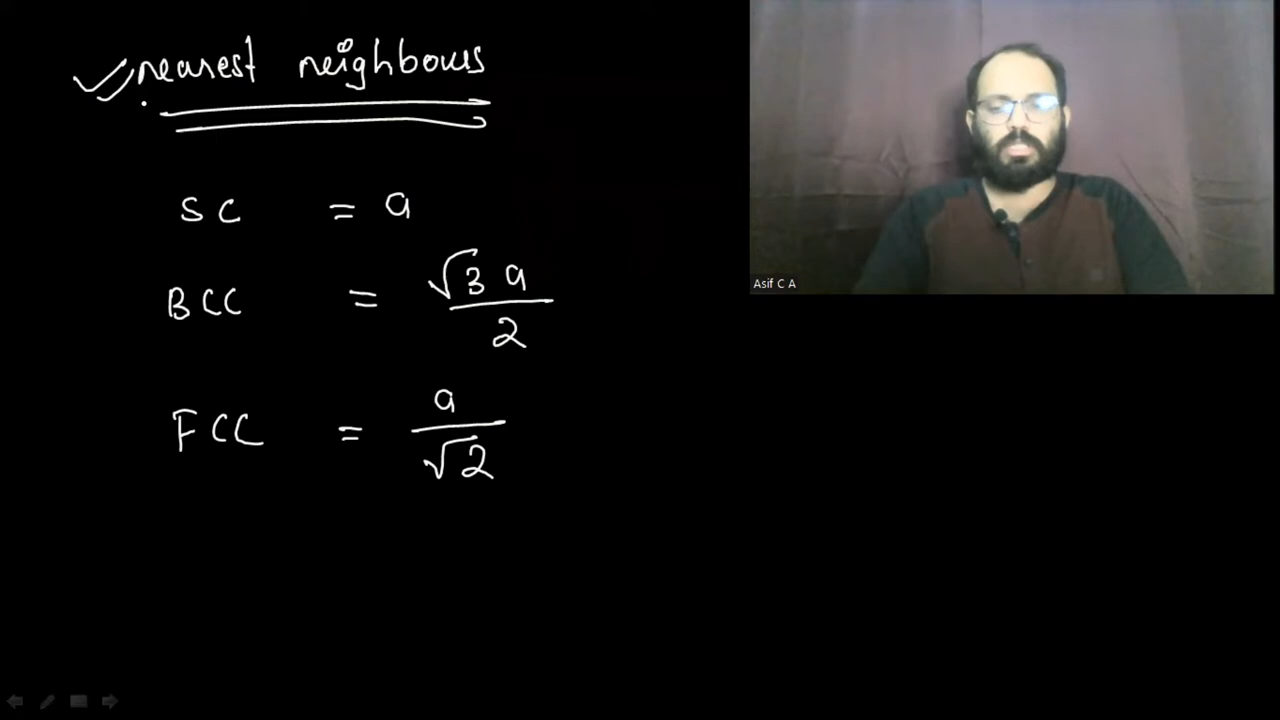 nearest neighbours
SC = a
BCC = √3 a / 2
FCC = a / √2
Asif C A